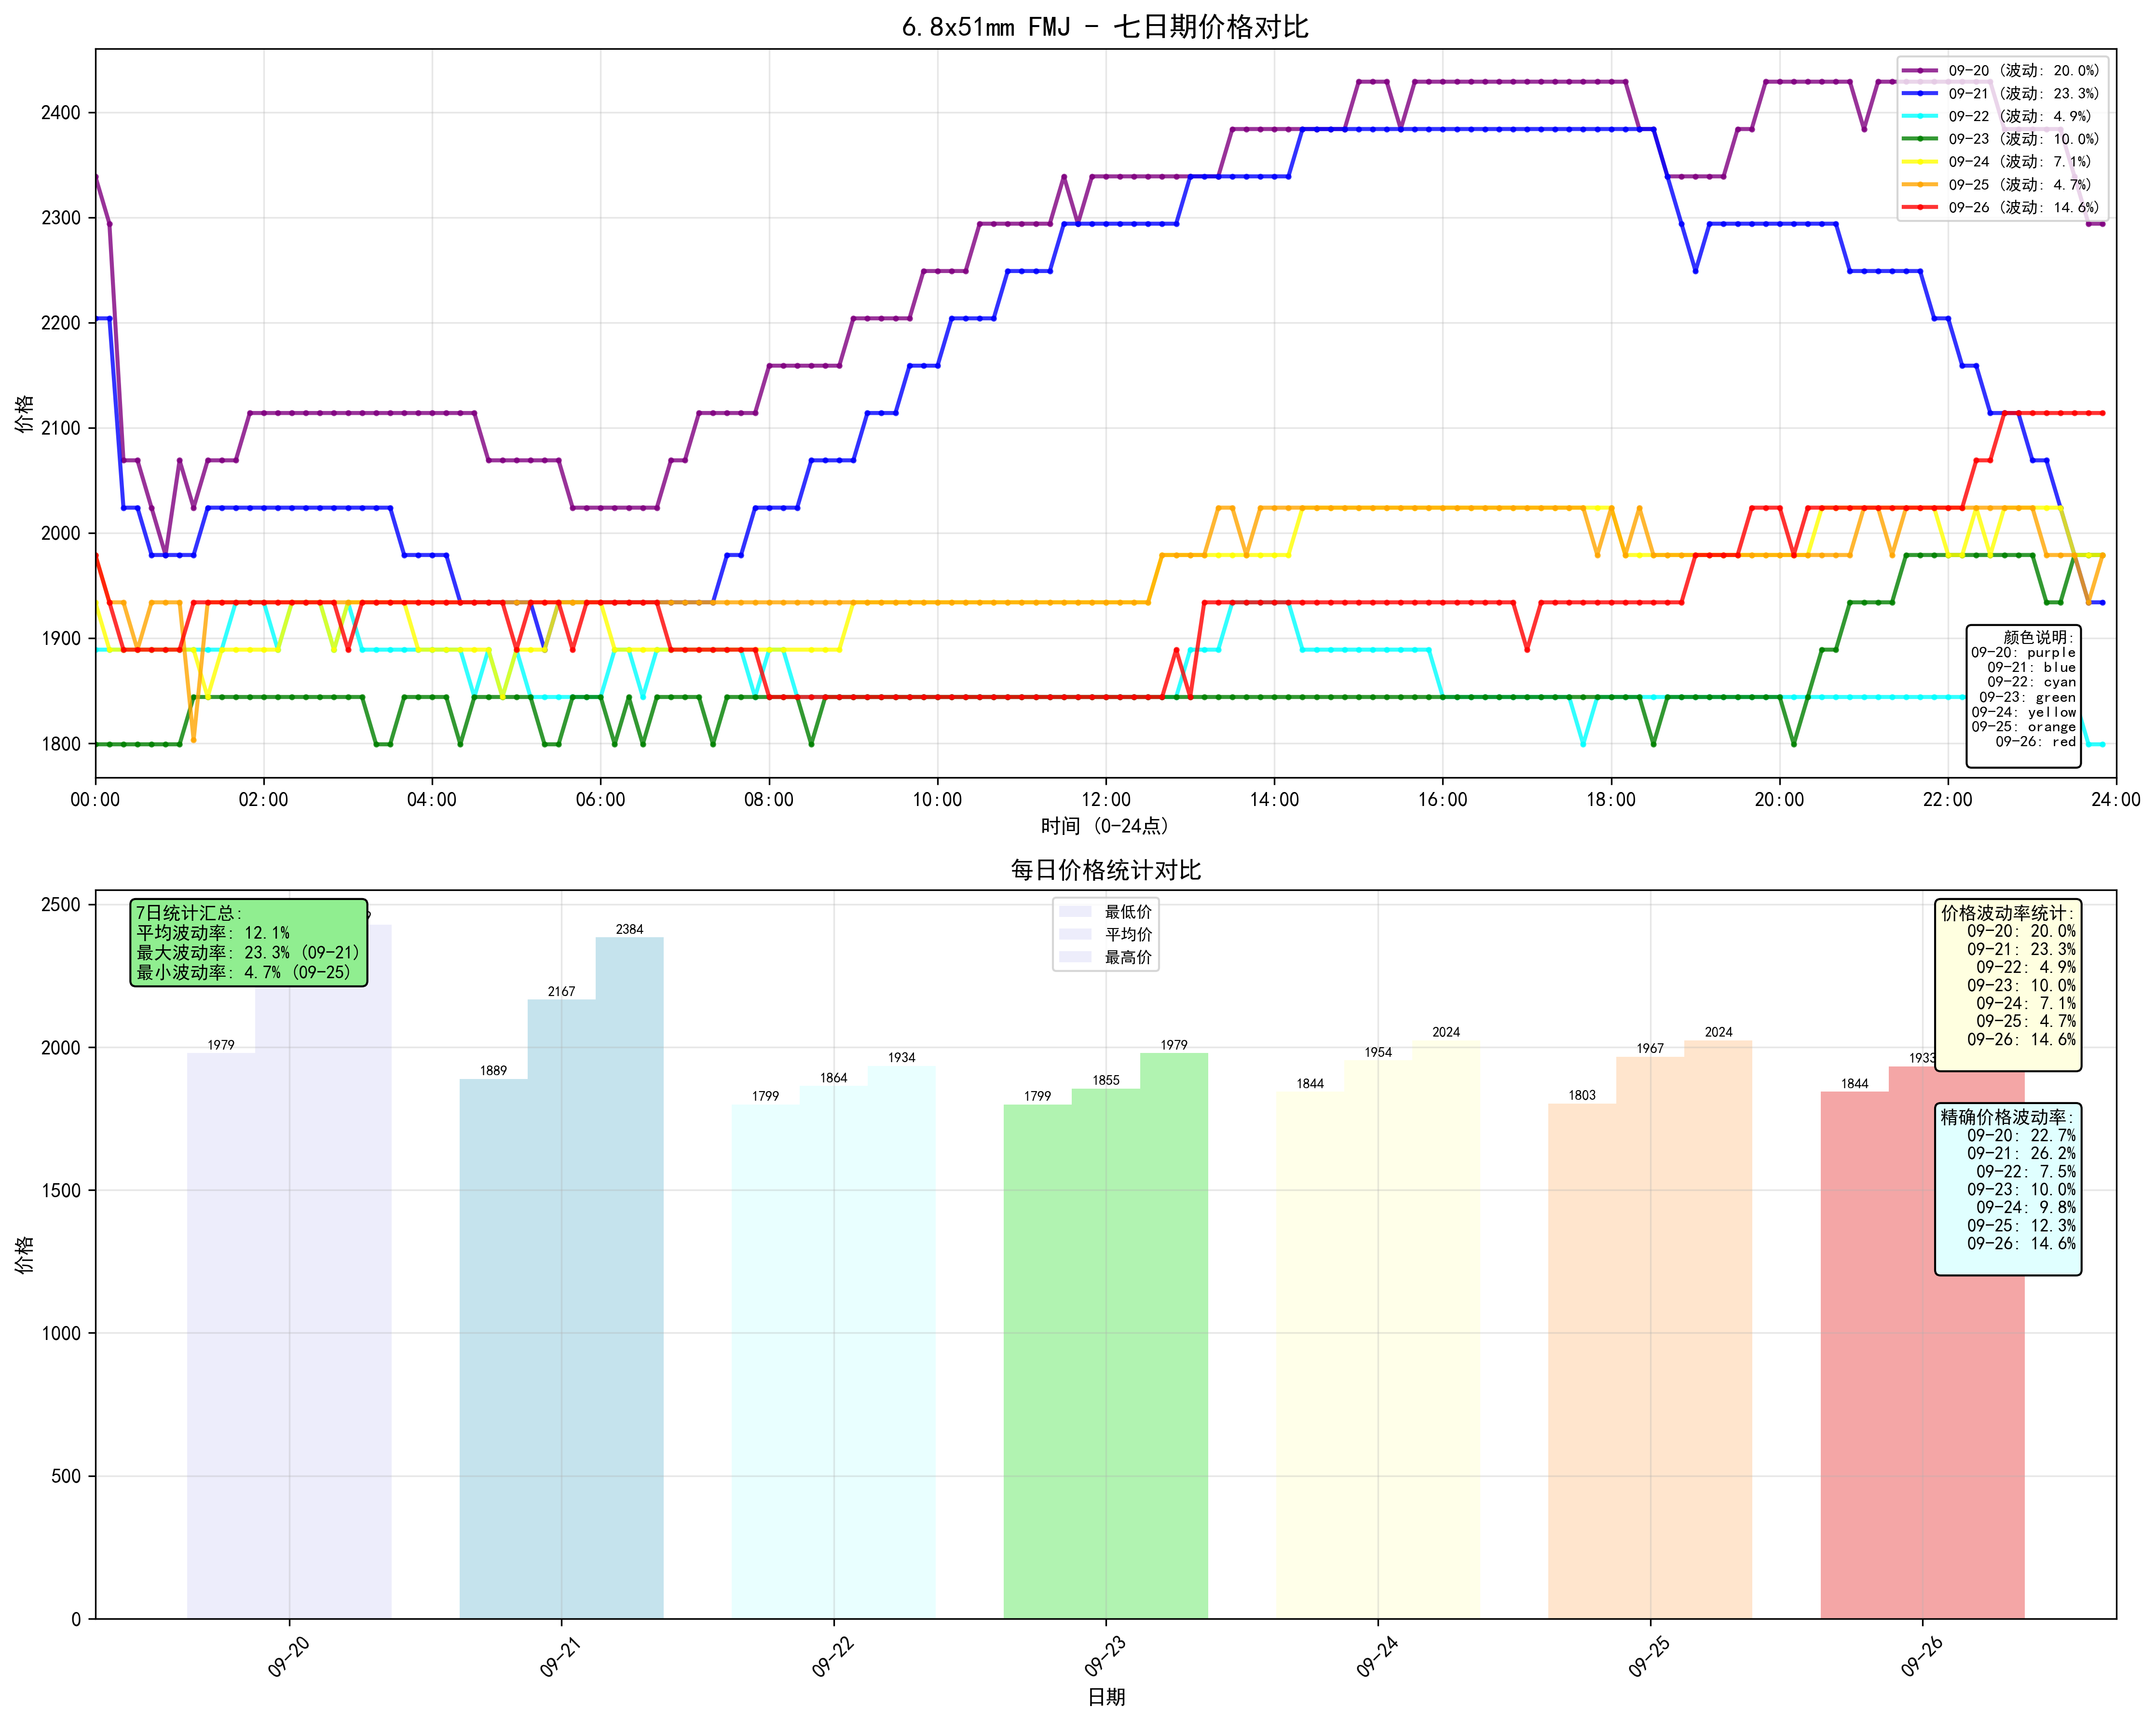 6.8x51mm FMJ - 七日期价格对比
价格
2400
2300
2200
2100
2000
1900
1800
09-20 (波动: 20.0%)
09-21 (波动: 23.3%)
09-22 (波动: 4.9%)
09-23 (波动: 10.0%)
09-24 (波动: 7.1%)
09-25 (波动: 4.7%)
09-26 (波动: 14.6%)
颜色说明:
09-20: purple
09-21: blue
09-22: cyan
09-23: green
09-24: yellow
09-25: orange
09-26: red
00:00 02:00 04:00 06:00 08:00 10:00 12:00 14:00 16:00 18:00 20:00 22:00 24:00
时间 (0-24点)
每日价格统计对比
价格
2500
2000
1500
1000
500
0
7日统计汇总:
平均波动率: 12.1%
最大波动率: 23.3% (09-21)
最小波动率: 4.7% (09-25)
最低价
平均价
最高价
价格波动率统计:
09-20: 20.0%
09-21: 23.3%
09-22: 4.9%
09-23: 10.0%
09-24: 7.1%
09-25: 4.7%
09-26: 14.6%
精确价格波动率:
09-20: 22.7%
09-21: 26.2%
09-22: 7.5%
09-23: 10.0%
09-24: 9.8%
09-25: 12.3%
09-26: 14.6%
1979
1889 2167 2384
1799 1864 1934
1799 1855 1979
1844 1954 2024
1803 1967 2024
1844 1933
09-20 09-21 09-22 09-23 09-24 09-25 09-26
日期